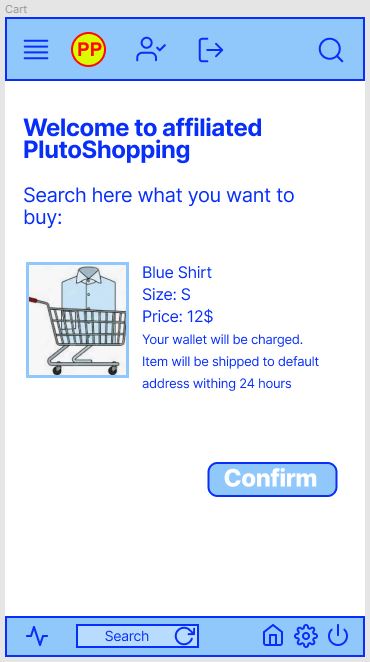 Cart
PP
Welcome to affiliated
PlutoShopping
Search here what you want to
buy:
Blue Shirt
Size: S
Price: 12$
Your wallet will be charged.
Item will be shipped to default
address withing 24 hours
Confirm
Search